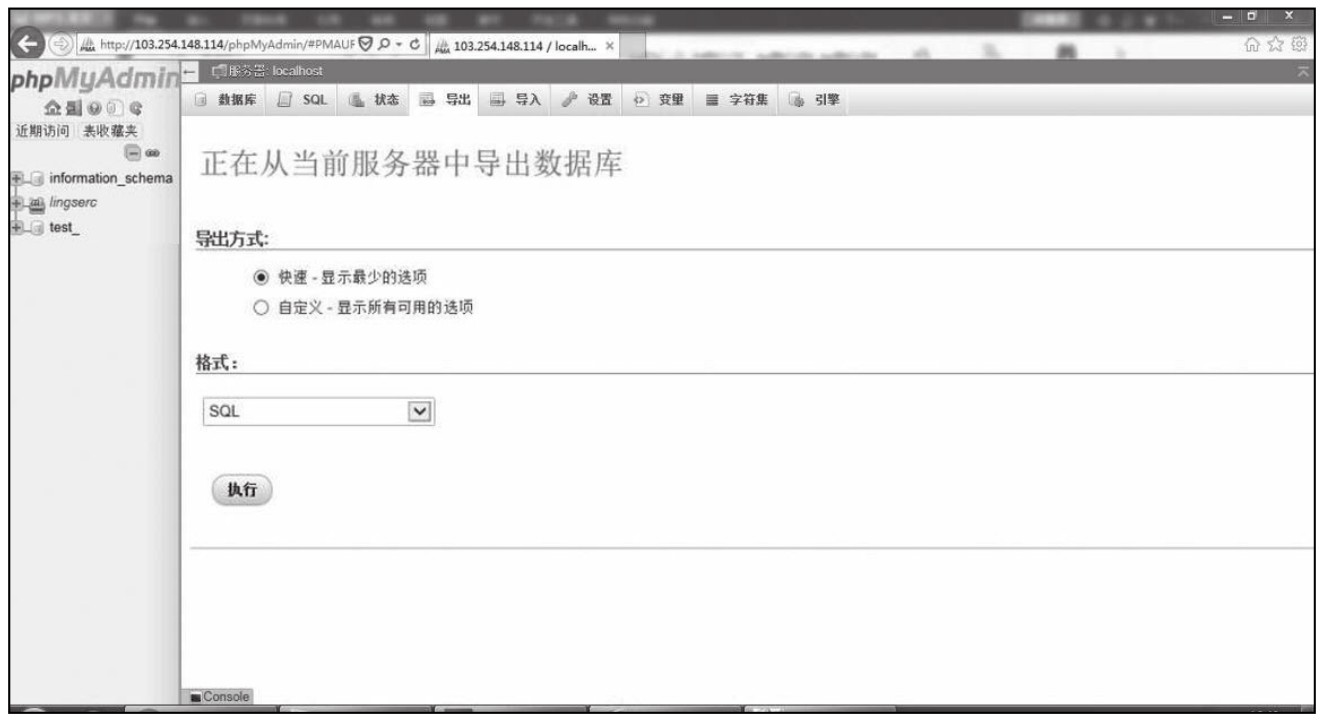 http://103.254.148.114/phpMyAdmin/#PMAUF
103.254.148.114 / localh... ×
phpMyAdmin
近期访问 表收藏夹
information_schema
lingserc
test_
服务器: localhost
数据库 SQL 状态 导出 导入 设置 变量 字符集 引擎
正在从当前服务器中导出数据库
导出方式:
快速 - 显示最少的选项
自定义 - 显示所有可用的选项
格式:
SQL
执行
Console